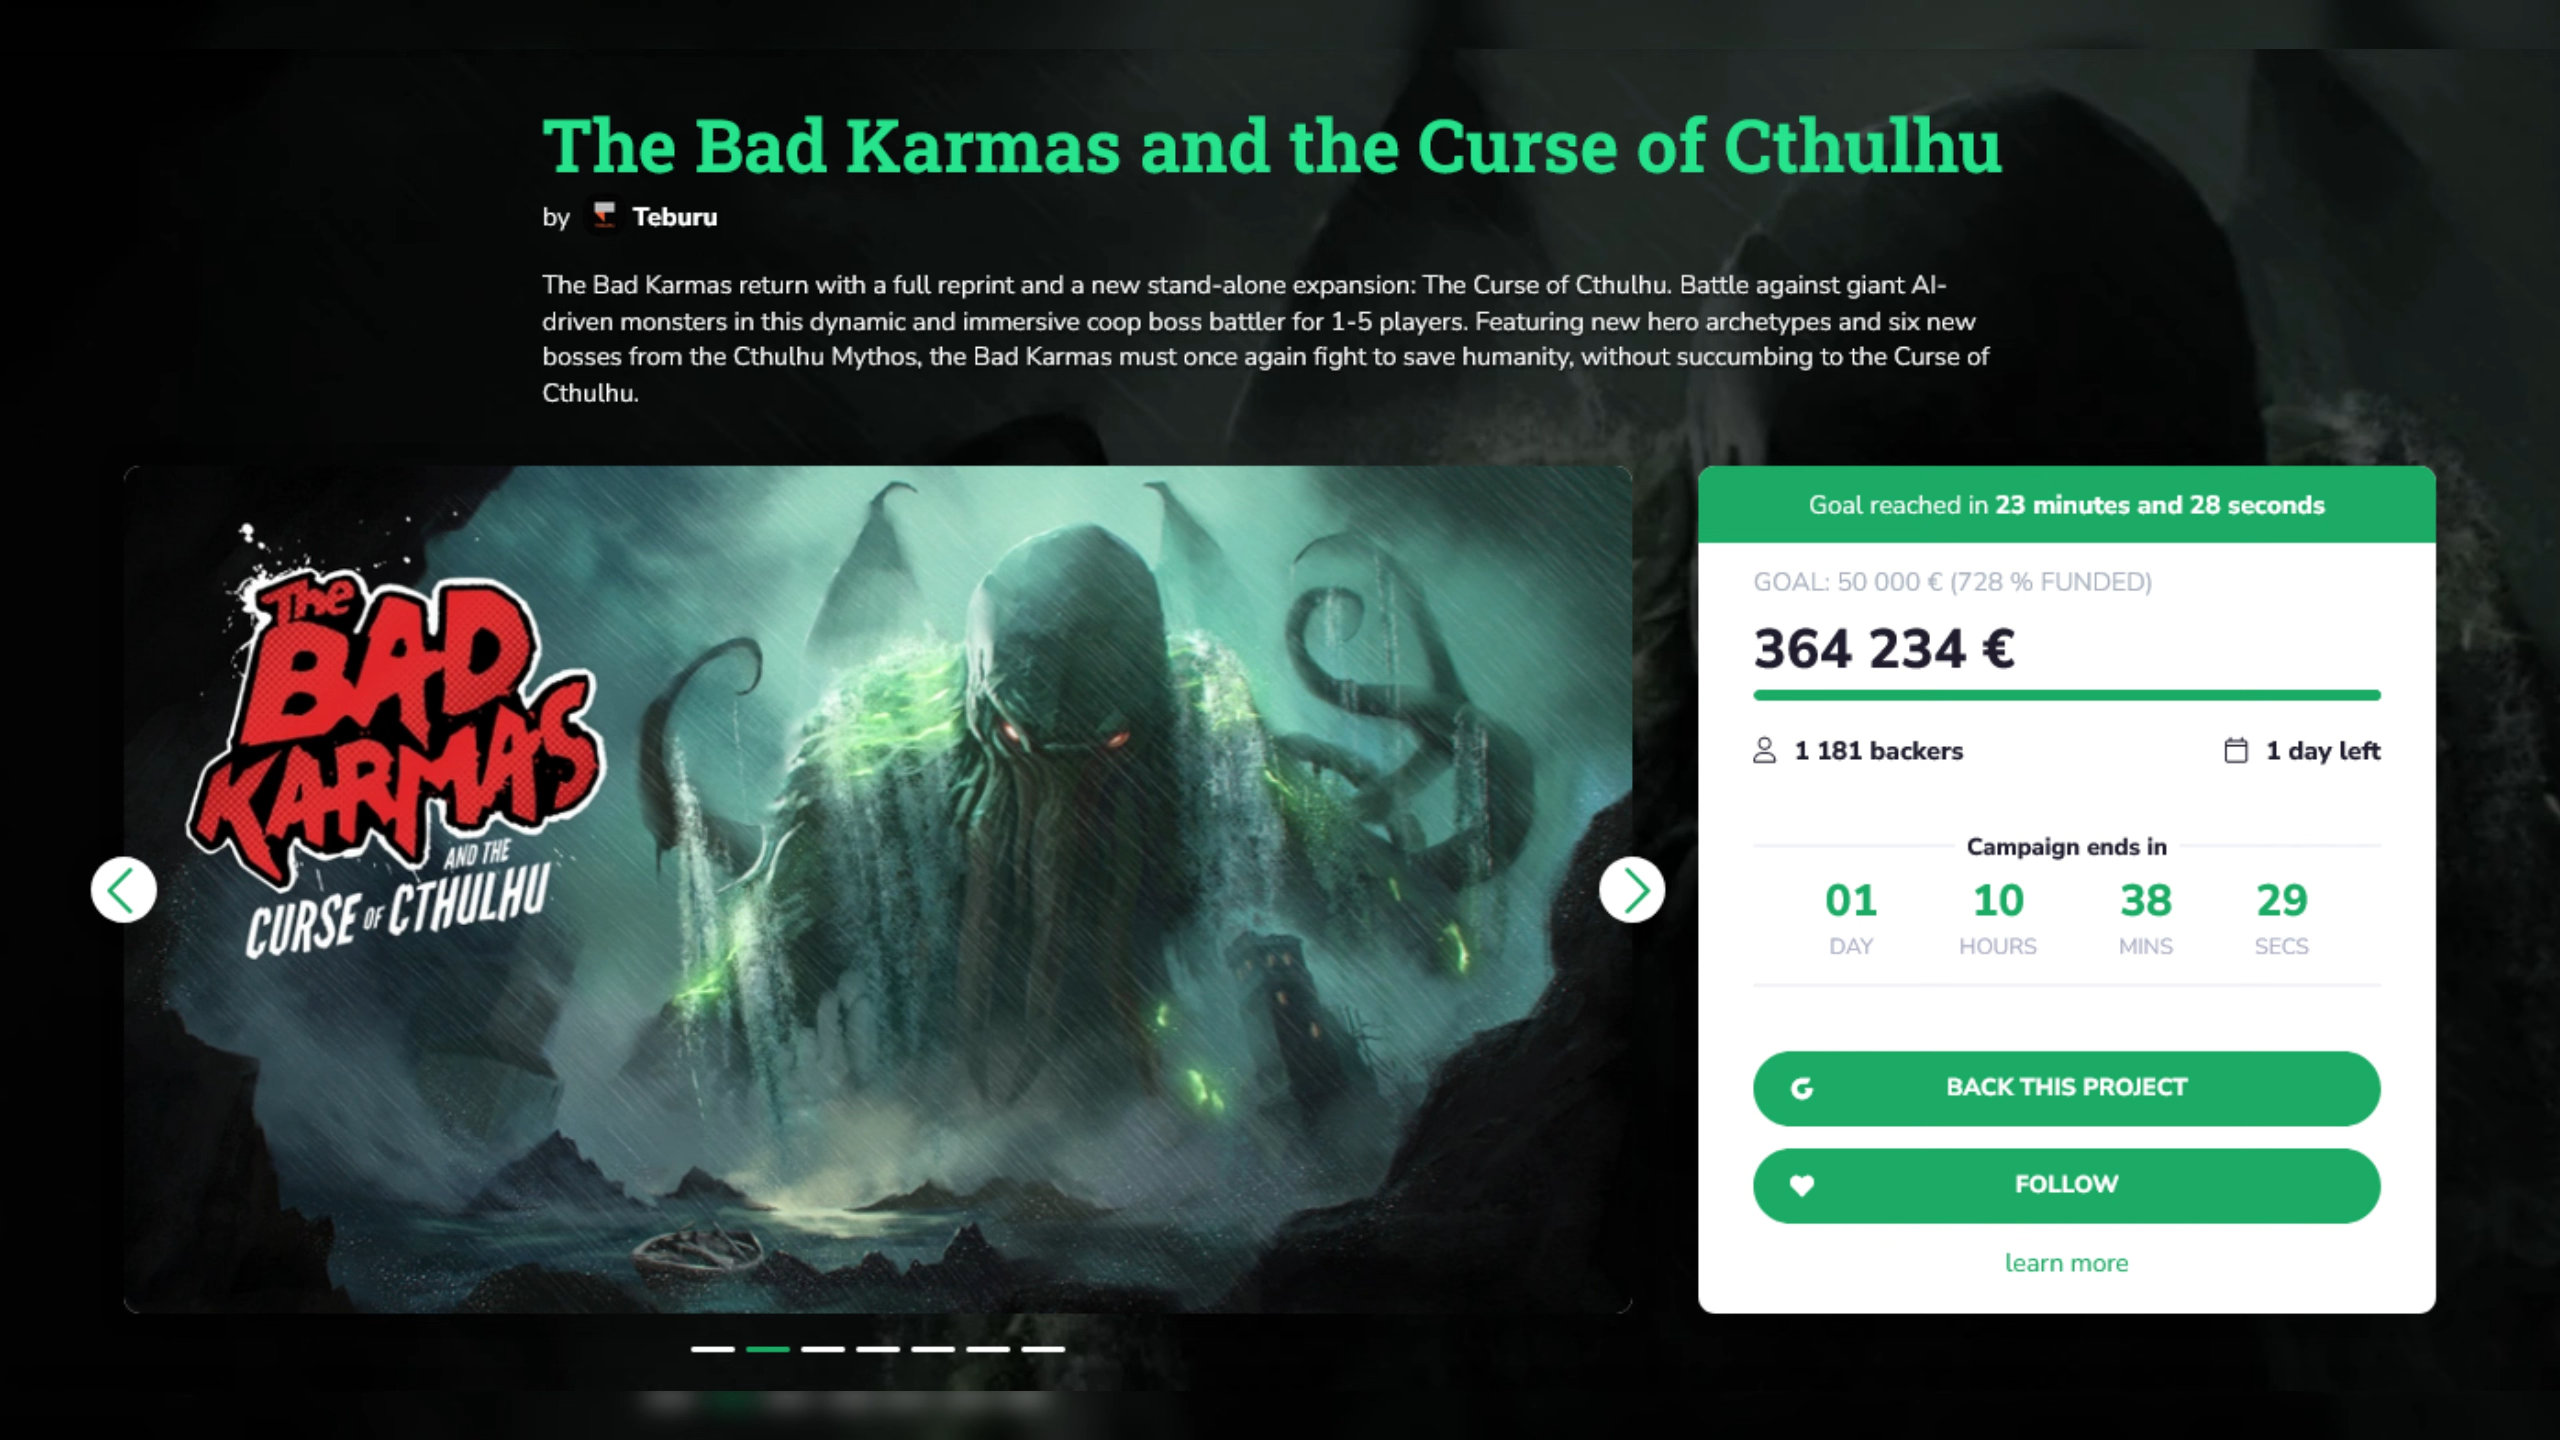 The Bad Karmas and the Curse of Cthulhu
by Teburu
The Bad Karmas return with a full reprint and a new stand-alone expansion: The Curse of Cthulhu. Battle against giant AI-
driven monsters in this dynamic and immersive coop boss battler for 1-5 players. Featuring new hero archetypes and six new
bosses from the Cthulhu Mythos, the Bad Karmas must once again fight to save humanity, without succumbing to the Curse of
Cthulhu.
The
BAD
KARMAS
AND THE
CURSE OF CTHULHU
Goal reached in 23 minutes and 28 seconds
GOAL: 50 000 € (728 % FUNDED)
364 234 €
1 181 backers 1 day left
Campaign ends in
01 10 38 29
DAY HOURS MINS SECS
BACK THIS PROJECT
FOLLOW
learn more